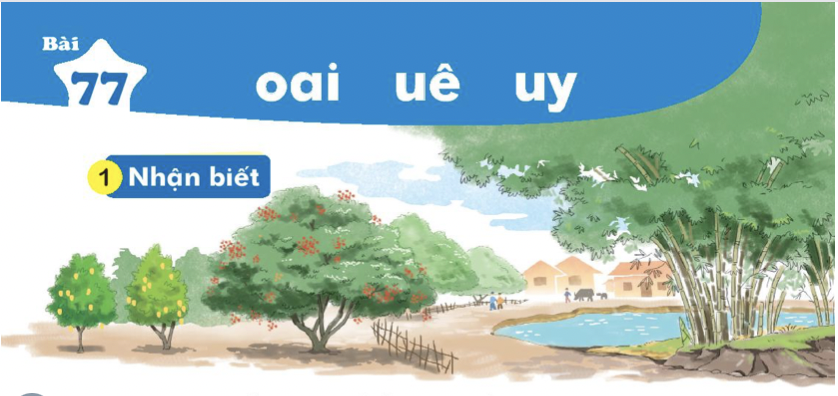 Bài
77
oai uê uy
1 Nhận biết